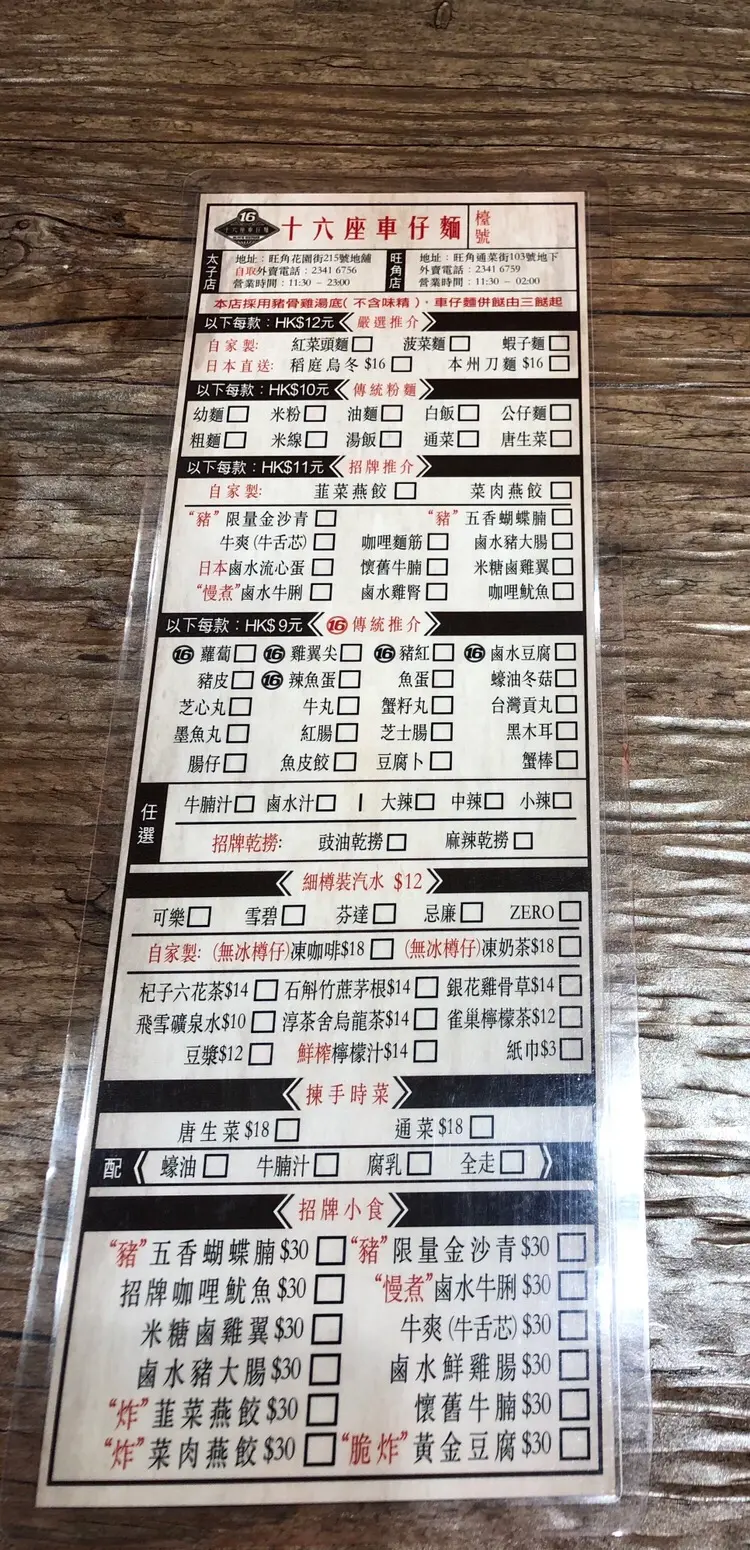 16
十六座車仔麵 檯號
太子店 地址：旺角花園街215號地舖
自取外賣電話：2341 6756
營業時間：11:30 – 23:00
旺角店 地址：旺角通菜街103號地下
外賣電話：2341 6759
營業時間：11:30 – 02:00
本店採用豬骨雞湯底(不含味精)。車仔麵併餸由三餸起
以下每款：HK$12元 嚴選推介
自家製： 紅菜頭麵 菠菜麵 蝦子麵
日本直送： 稻庭烏冬 $16 本州刀麵 $16
以下每款：HK$10元 傳統粉麵
幼麵 米粉 油麵 白飯 公仔麵
粗麵 米線 湯飯 通菜 唐生菜
以下每款：HK$11元 招牌推介
自家製: 韮菜燕餃 菜肉燕餃
“豬”限量金沙青 “豬”五香蝴蝶腩
牛爽(牛舌芯) 咖哩麵筋 鹵水豬大腸
日本鹵水流心蛋 懷舊牛腩 米糖鹵雞翼
“慢煮”鹵水牛脷 鹵水雞腎 咖哩魷魚
以下每款：HK$9元 16 傳統推介
16 蘿蔔 16 雞翼尖 16 豬紅 16 鹵水豆腐
豬皮 16 辣魚蛋 魚蛋 蠔油冬菇
芝心丸 牛丸 蟹籽丸 台灣貢丸
墨魚丸 紅腸 芝士腸 黑木耳
腸仔 魚皮餃 豆腐卜 蟹棒
任選 牛腩汁 鹵水汁 | 大辣 中辣 小辣
招牌乾撈: 豉油乾撈 麻辣乾撈
細樽裝汽水 $12
可樂 雪碧 芬達 忌廉 ZERO
自家製: (無冰樽仔)凍咖啡$18 (無冰樽仔)凍奶茶$18
杞子六花茶$14 石斛竹蔗茅根$14 銀花雞骨草$14
飛雪礦泉水$10 淳茶舍烏龍茶$14 雀巢檸檬茶$12
豆漿$12 鮮榨檸檬汁$14 紙巾$3
揀手時菜
唐生菜$18 通菜$18
配 蠔油 牛腩汁 腐乳 全走
招牌小食
“豬”五香蝴蝶腩$30 “豬”限量金沙青$30
招牌咖哩魷魚$30 “慢煮”鹵水牛脷$30
米糖鹵雞翼$30 牛爽(牛舌芯)$30
鹵水豬大腸$30 鹵水鮮雞腸$30
“炸”韮菜燕餃$30 懷舊牛腩$30
“炸”菜肉燕餃$30 “脆炸”黃金豆腐$30